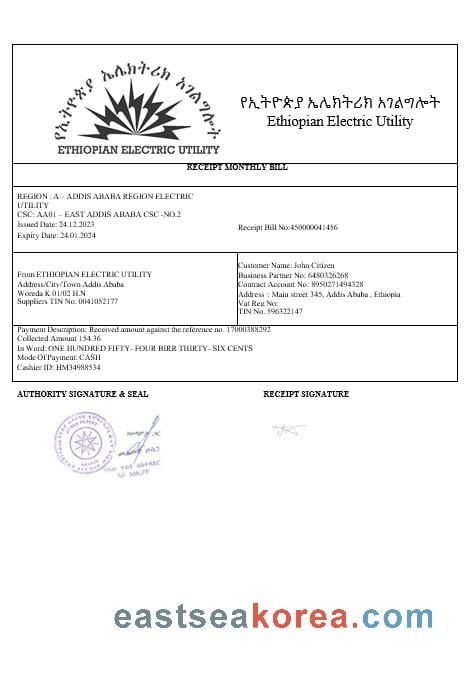 የኢትዮጵያ ኤሌክትሪክ አገልግሎት
ETHIOPIAN ELECTRIC UTILITY
የኢትዮጵያ ኤሌክትሪክ አገልግሎት
Ethiopian Electric Utility
RECEIPT MONTHLY BILL
REGION : A – ADDIS ABABA REGION ELECTRIC
UTILITY
CSC: AA01 – EAST ADDIS ABABA CSC -NO.2
Issued Date: 24.12.2023
Expiry Date: 24.01.2024
Receipt Bill No:450000041456
From ETHIOPIAN ELECTRIC UTILITY
Address/City/Town Addis Ababa
Woreda K 01/02 H.N
Suppliers TIN No. 0041052177
Customer Name: John Citizen
Business Partner No: 6480326268
Contract Account No: 8950271494328
Address : Main street 345, Addis Ababa , Ethiopia
Vat Reg No:
TIN No. 596322147
Payment Description: Received amount against the reference no. 17000388292
Collected Amount 154.36
In Word: ONE HUNDRED FIFTY- FOUR BIRR THIRTY- SIX CENTS
Mode Of Payment: CASH
Cashier ID: HM34988534
AUTHORITY SIGNATURE & SEAL
RECEIPT SIGNATURE
eastseakorea.com